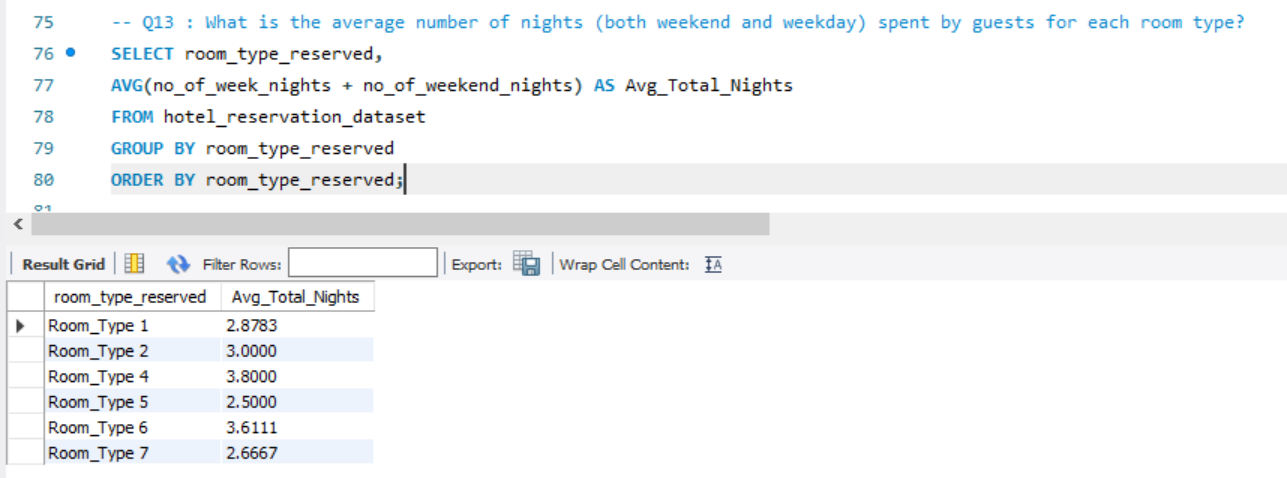 75 -- Q13 : What is the average number of nights (both weekend and weekday) spent by guests for each room type?
76 SELECT room_type_reserved,
77 AVG(no_of_week_nights + no_of_weekend_nights) AS Avg_Total_Nights
78 FROM hotel_reservation_dataset
79 GROUP BY room_type_reserved
80 ORDER BY room_type_reserved;
81
Result Grid Filter Rows: Export: Wrap Cell Content:
room_type_reserved Avg_Total_Nights
Room_Type 1 2.8783
Room_Type 2 3.0000
Room_Type 4 3.8000
Room_Type 5 2.5000
Room_Type 6 3.6111
Room_Type 7 2.6667